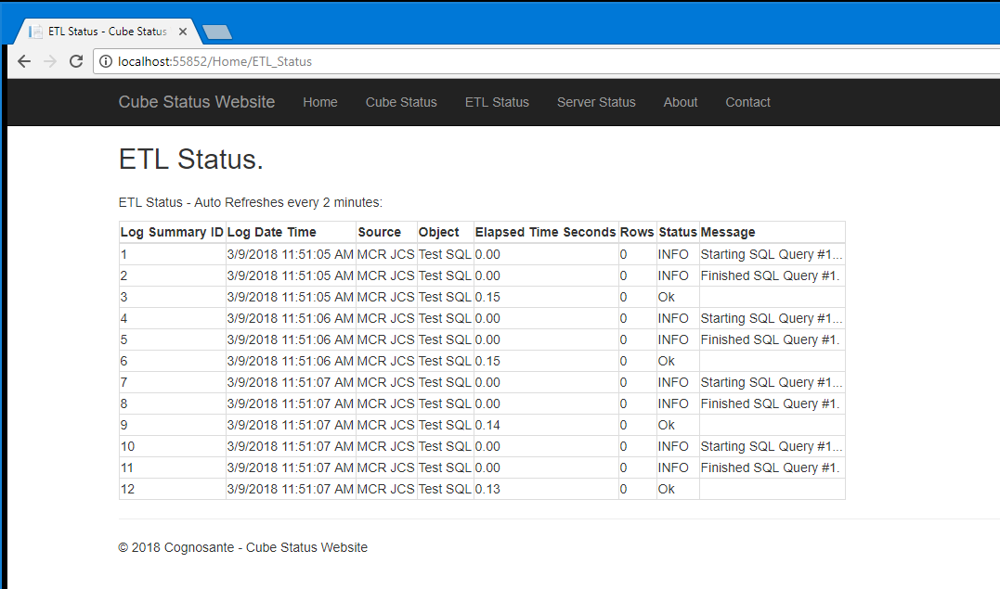 ETL Status - Cube Status
localhost:55852/Home/ETL_Status
Cube Status Website Home Cube Status ETL Status Server Status About Contact
ETL Status.
ETL Status - Auto Refreshes every 2 minutes:
Log Summary ID Log Date Time Source Object Elapsed Time Seconds Rows Status Message
1 3/9/2018 11:51:05 AM MCR JCS Test SQL 0.00 0 INFO Starting SQL Query #1...
2 3/9/2018 11:51:05 AM MCR JCS Test SQL 0.00 0 INFO Finished SQL Query #1.
3 3/9/2018 11:51:05 AM MCR JCS Test SQL 0.15 0 Ok
4 3/9/2018 11:51:06 AM MCR JCS Test SQL 0.00 0 INFO Starting SQL Query #1...
5 3/9/2018 11:51:06 AM MCR JCS Test SQL 0.00 0 INFO Finished SQL Query #1.
6 3/9/2018 11:51:06 AM MCR JCS Test SQL 0.15 0 Ok
7 3/9/2018 11:51:07 AM MCR JCS Test SQL 0.00 0 INFO Starting SQL Query #1...
8 3/9/2018 11:51:07 AM MCR JCS Test SQL 0.00 0 INFO Finished SQL Query #1.
9 3/9/2018 11:51:07 AM MCR JCS Test SQL 0.14 0 Ok
10 3/9/2018 11:51:07 AM MCR JCS Test SQL 0.00 0 INFO Starting SQL Query #1...
11 3/9/2018 11:51:07 AM MCR JCS Test SQL 0.00 0 INFO Finished SQL Query #1.
12 3/9/2018 11:51:07 AM MCR JCS Test SQL 0.13 0 Ok
© 2018 Cognosante - Cube Status Website